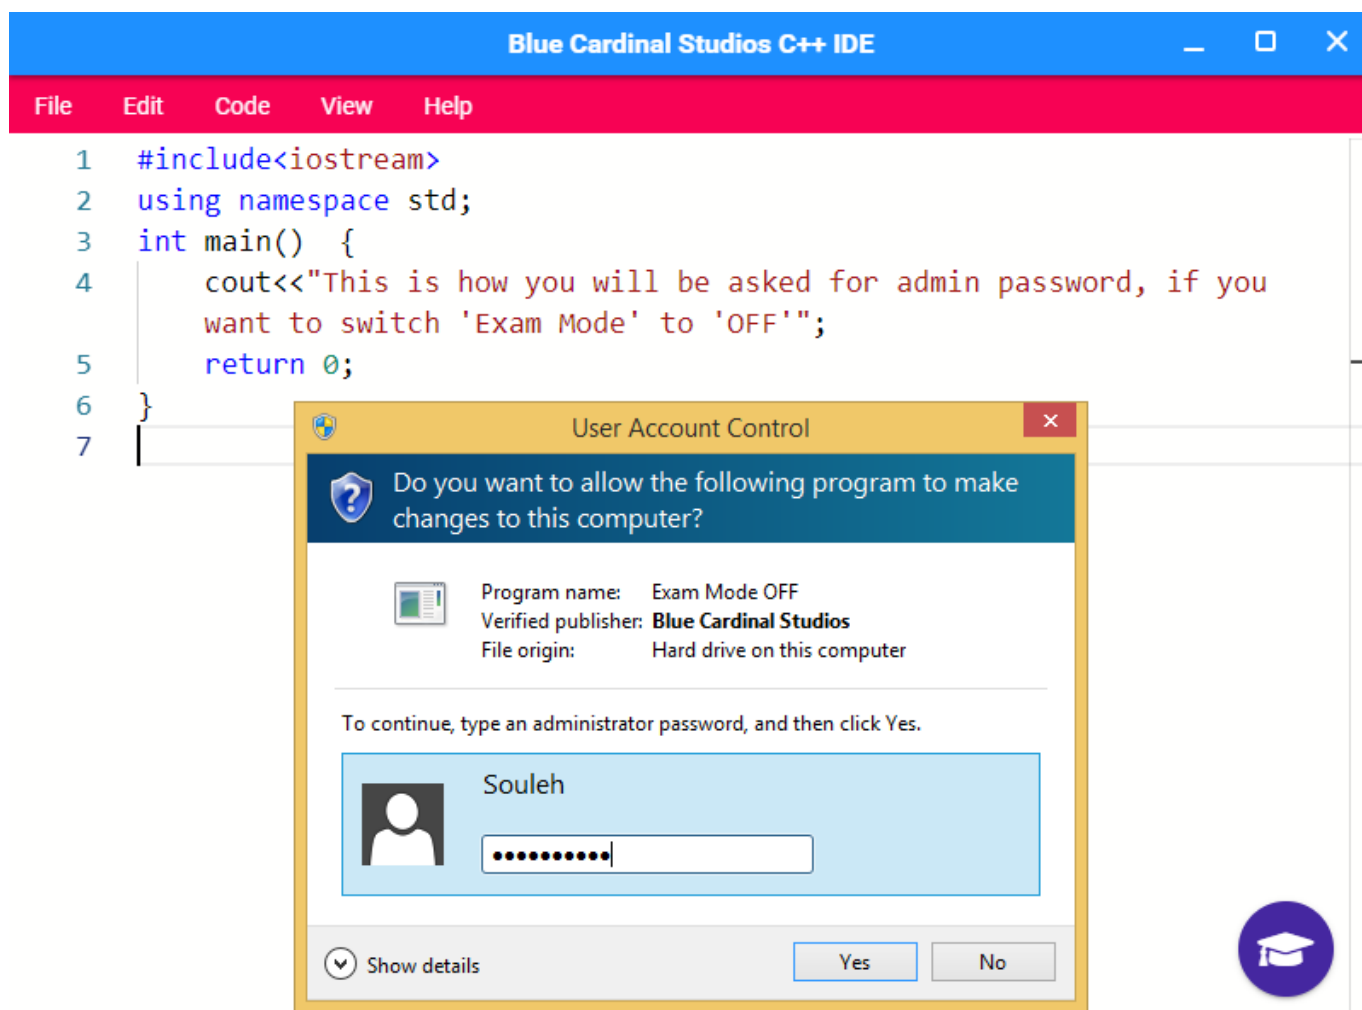 Blue Cardinal Studios C++ IDE
File Edit Code View Help
1 #include<iostream>
2 using namespace std;
3 int main()  {
4 cout<<"This is how you will be asked for admin password, if you
want to switch 'Exam Mode' to 'OFF'";
5 return 0;
6 }
7
User Account Control
Do you want to allow the following program to make
changes to this computer?
Program name: Exam Mode OFF
Verified publisher: Blue Cardinal Studios
File origin: Hard drive on this computer
To continue, type an administrator password, and then click Yes.
Souleh
••••••••••
Show details Yes No